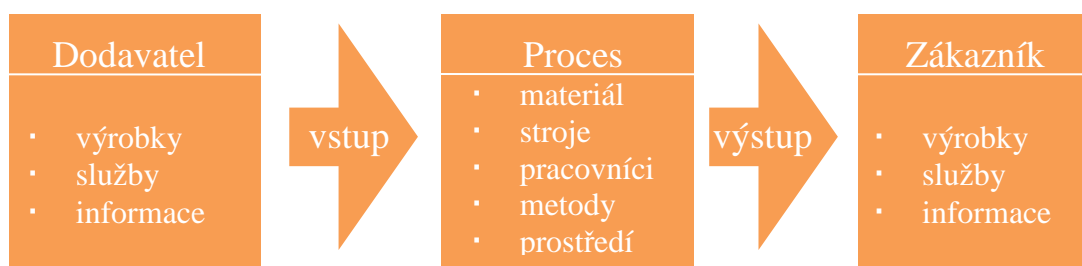 Dodavatel
▪ výrobky
▪ služby
▪ informace
vstup
Proces
▪ materiál
▪ stroje
▪ pracovníci
▪ metody
▪ prostředí
výstup
Zákazník
▪ výrobky
▪ služby
▪ informace